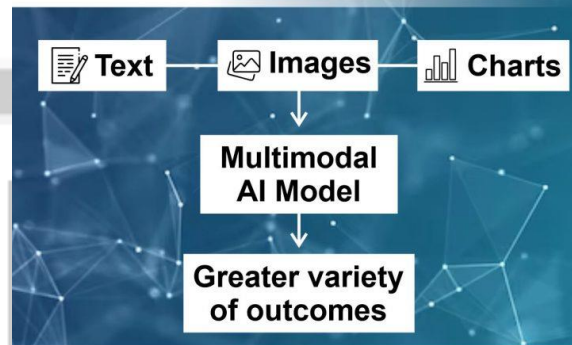 Text
Images
Charts
Multimodal
AI Model
Greater variety
of outcomes